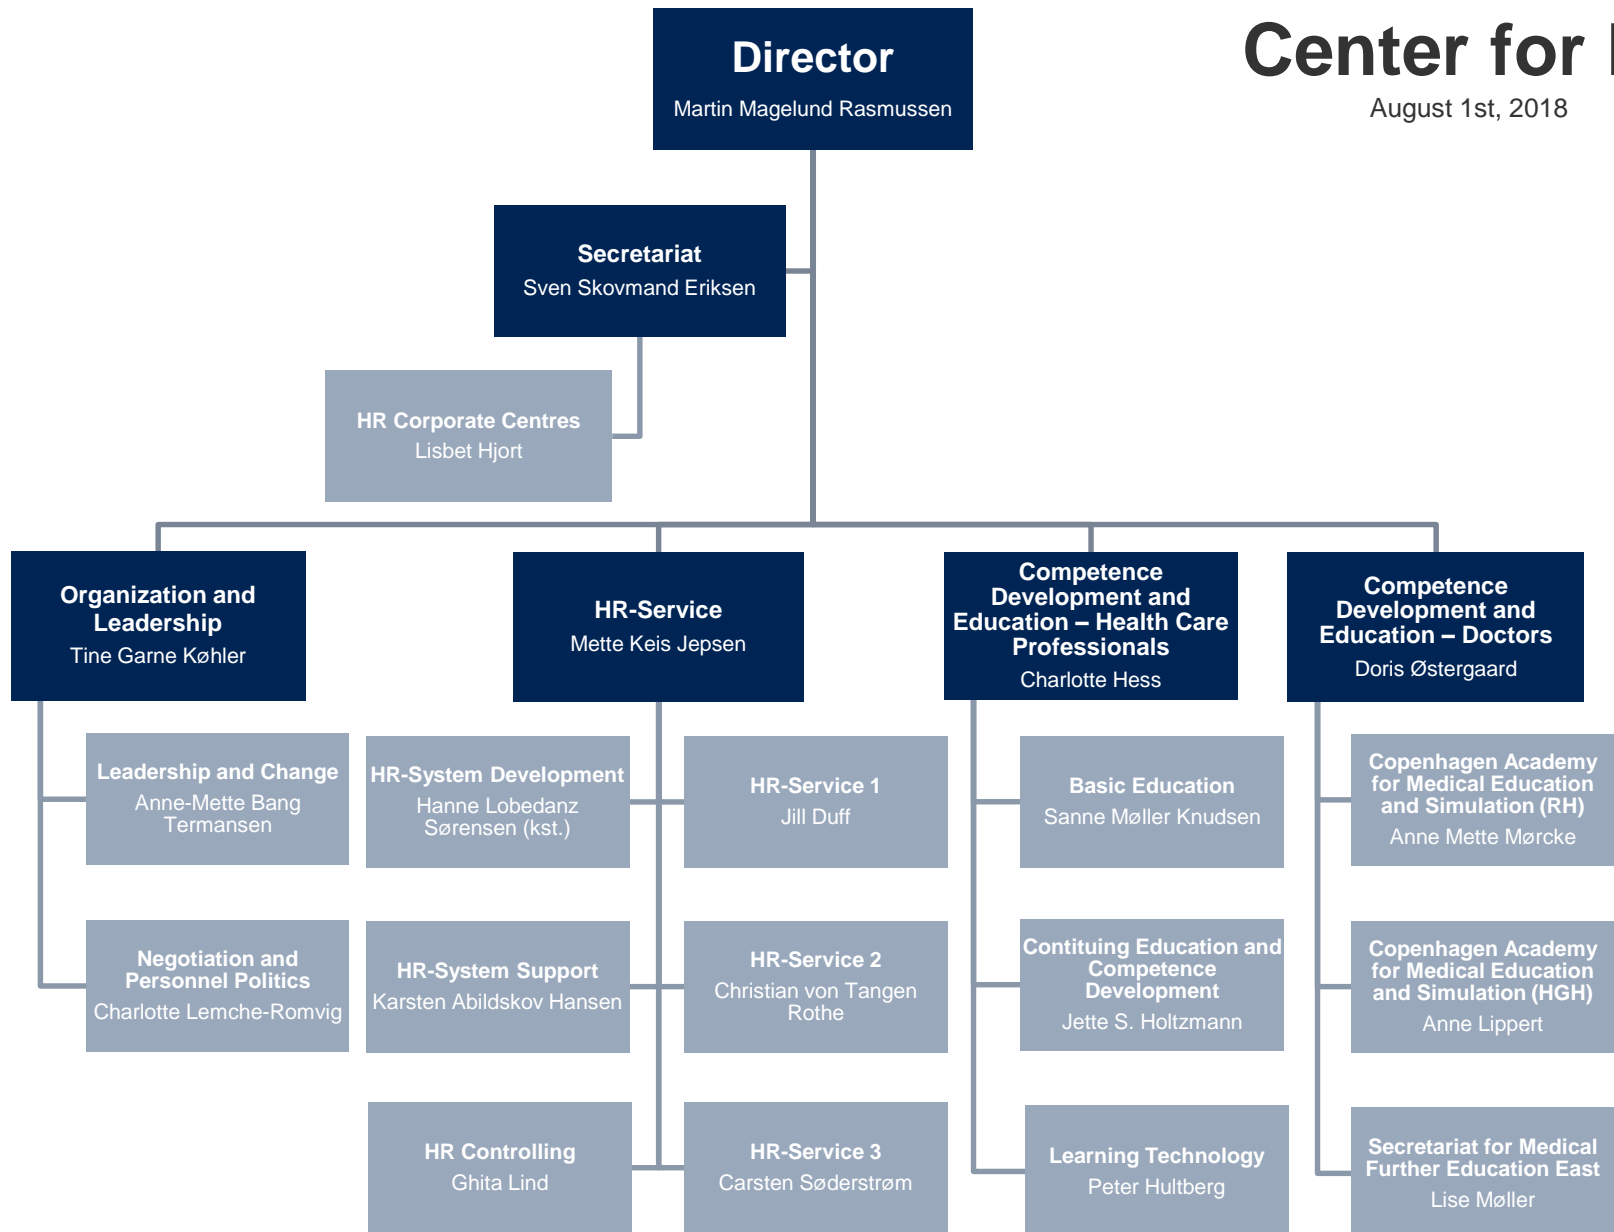 Director
Martin Magelund Rasmussen
Center for
August 1st, 2018
Secretariat
Sven Skovmand Eriksen
HR Corporate Centres
Lisbet Hjort
Organization and
Leadership
Tine Garne Køhler
HR-Service
Mette Keis Jepsen
Competence
Development and
Education – Health Care
Professionals
Charlotte Hess
Competence
Development and
Education – Doctors
Doris Østergaard
Leadership and Change
Anne-Mette Bang
Termansen
Negotiation and
Personnel Politics
Charlotte Lemche-Romvig
HR-System Development
Hanne Lobedanz
Sørensen (kst.)
HR-Service 1
Jill Duff
HR-System Support
Karsten Abildskov Hansen
HR-Service 2
Christian von Tangen
Rothe
HR Controlling
Ghita Lind
HR-Service 3
Carsten Søderstrøm
Basic Education
Sanne Møller Knudsen
Contituing Education and
Competence
Development
Jette S. Holtzmann
Learning Technology
Peter Hultberg
Copenhagen Academy
for Medical Education
and Simulation (RH)
Anne Mette Mørcke
Copenhagen Academy
for Medical Education
and Simulation (HGH)
Anne Lippert
Secretariat for Medical
Further Education East
Lise Møller